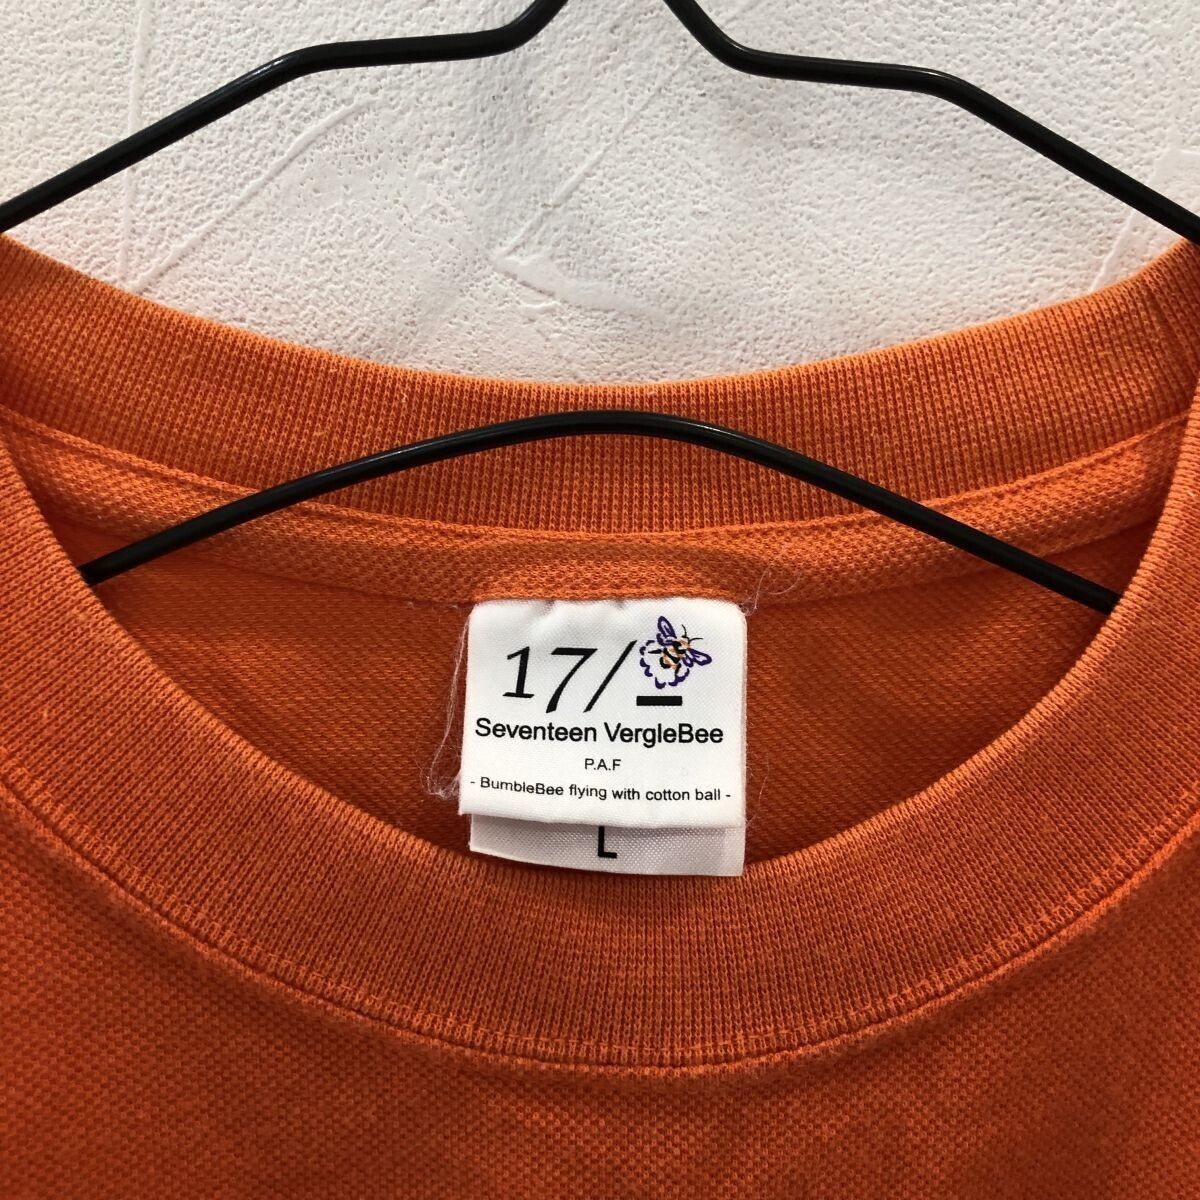 17/-
Seventeen VergleBee
P.A.F
- BumbleBee flying with cotton ball -
L